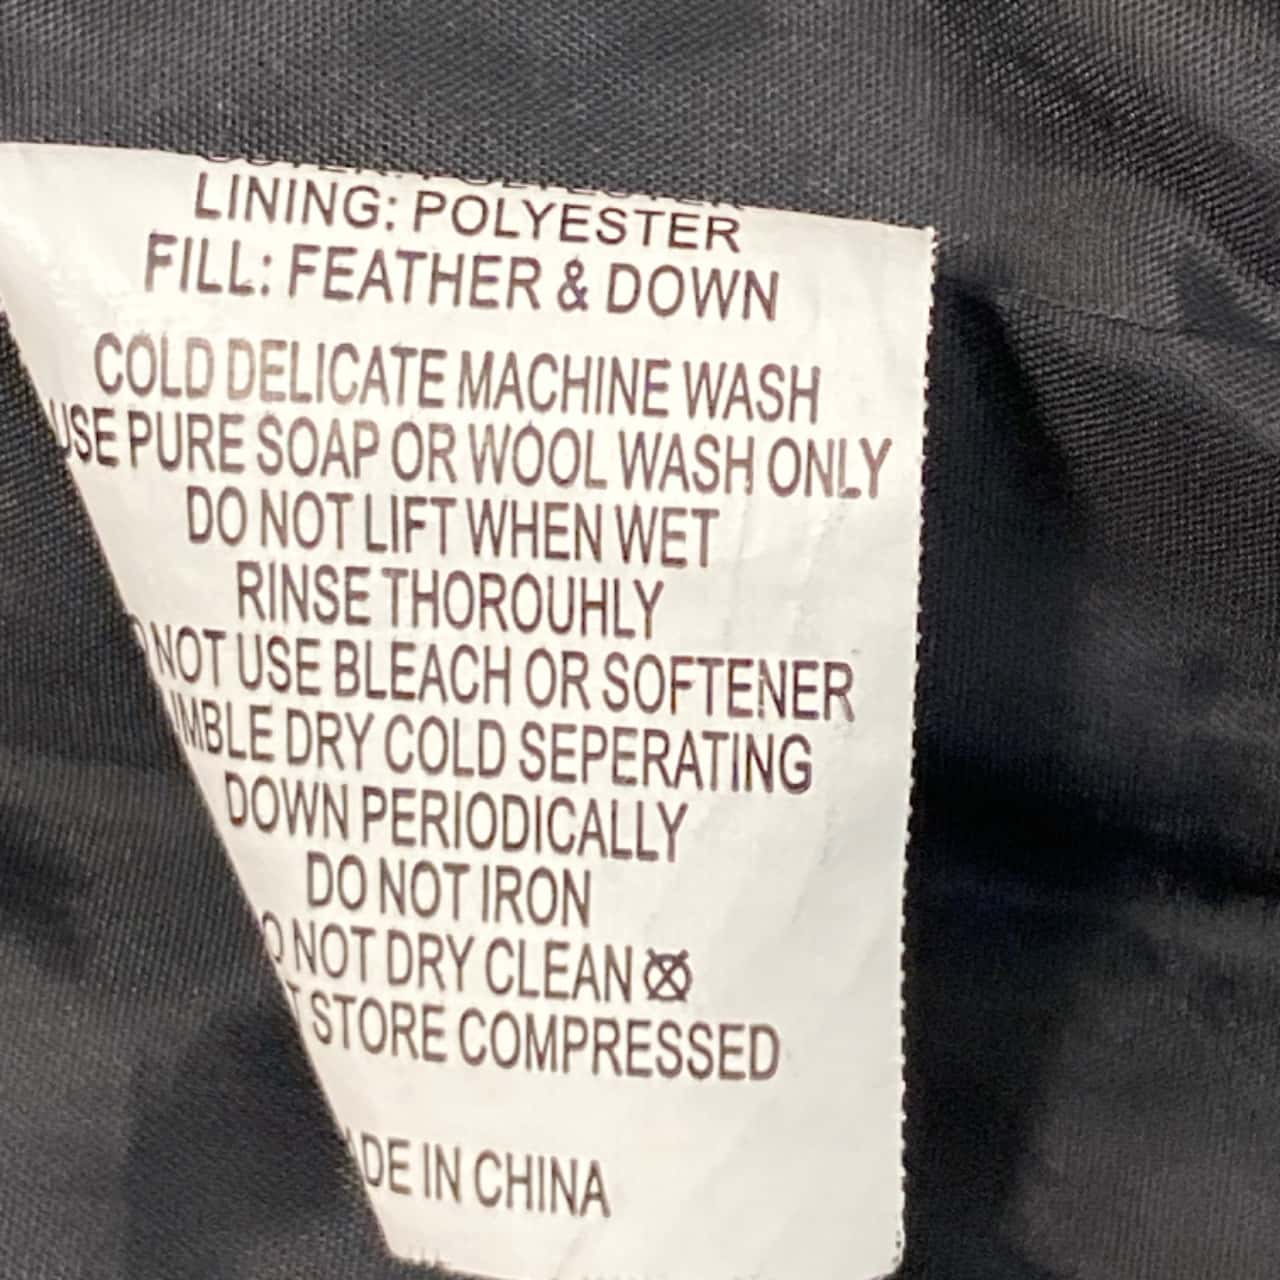 LINING: POLYESTER
FILL: FEATHER & DOWN
COLD DELICATE MACHINE WASH
USE PURE SOAP OR WOOL WASH ONLY
DO NOT LIFT WHEN WET
RINSE THOROUHLY
NOT USE BLEACH OR SOFTENER
MBLE DRY COLD SEPERATING
DOWN PERIODICALLY
DO NOT IRON
O NOT DRY CLEAN
T STORE COMPRESSED
ADE IN CHINA